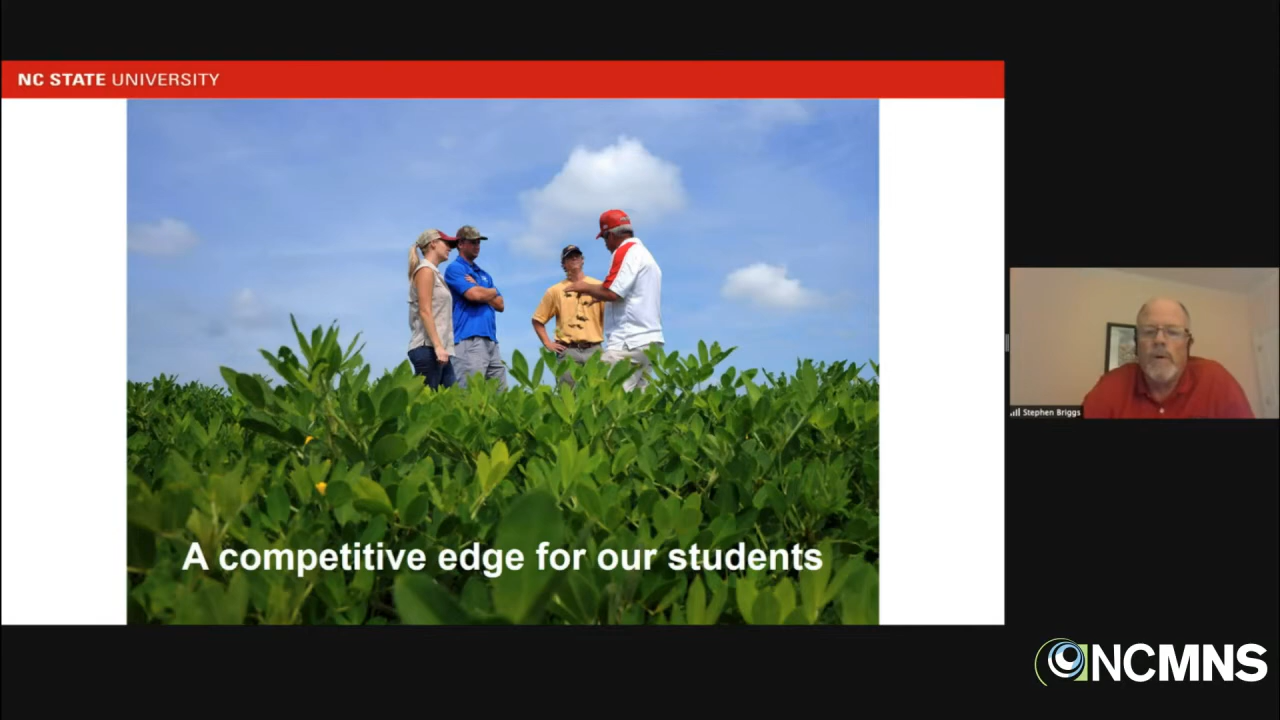 NC STATE UNIVERSITY
A competitive edge for our students
Stephen Briggs
NCMNS